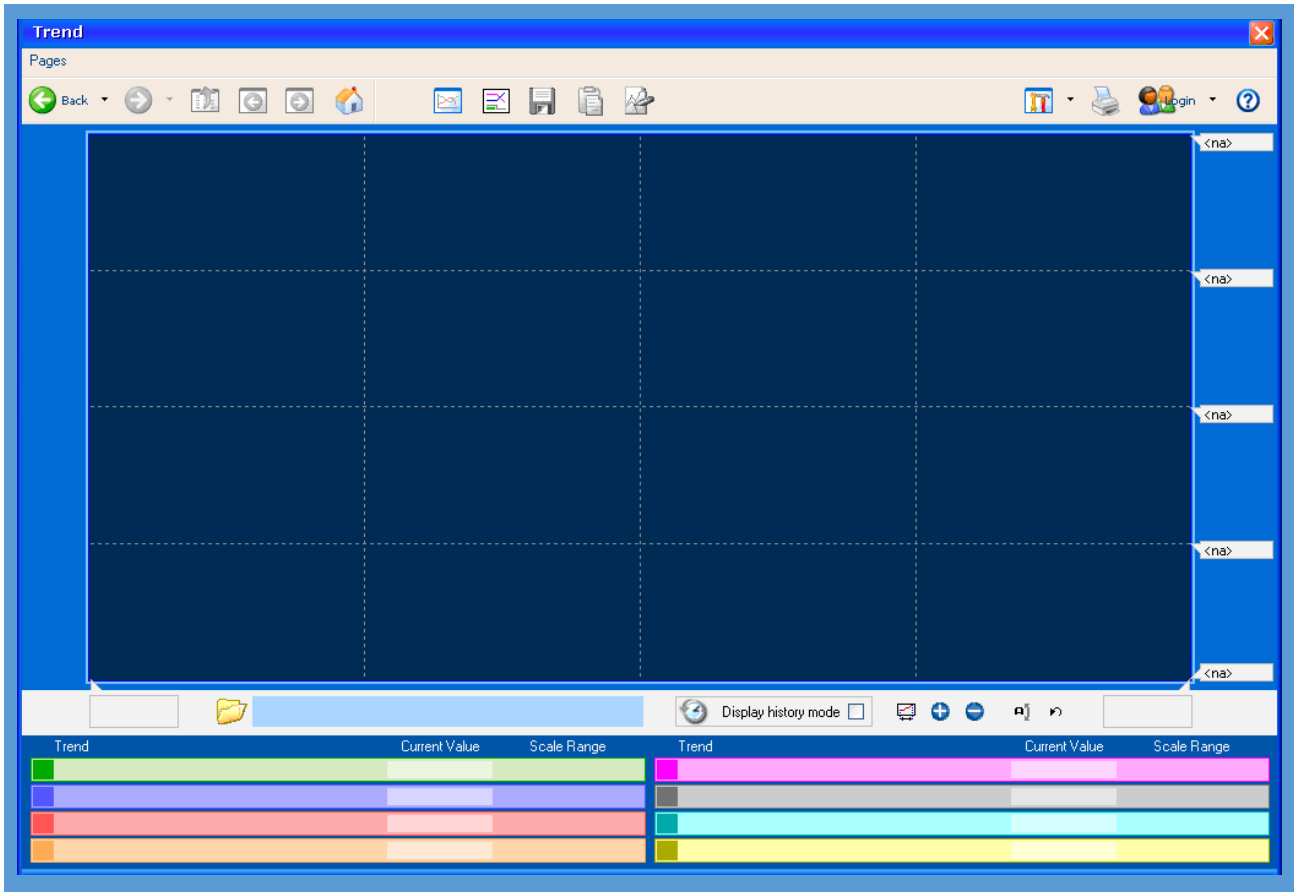 Trend
Pages
Back
Login
<na>
<na>
<na>
<na>
<na>
Display history mode
Trend Current Value Scale Range Trend Current Value Scale Range